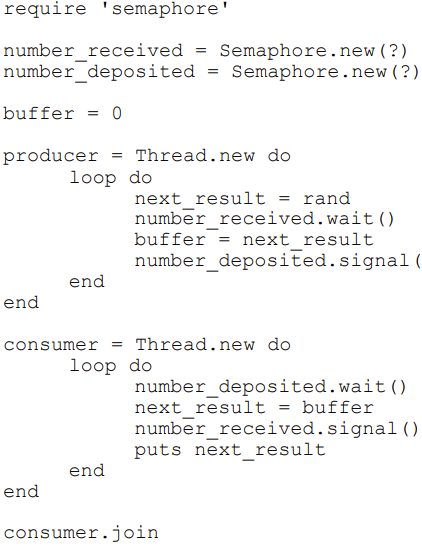 require 'semaphore'
number_received = Semaphore.new(?)
number_deposited = Semaphore.new(?)
buffer = 0
producer = Thread.new do
loop do
next_result = rand
number_received.wait()
buffer = next_result
number_deposited.signal(
end
end
consumer = Thread.new do
loop do
number_deposited.wait()
next_result = buffer
number_received.signal()
puts next_result
end
end
consumer.join